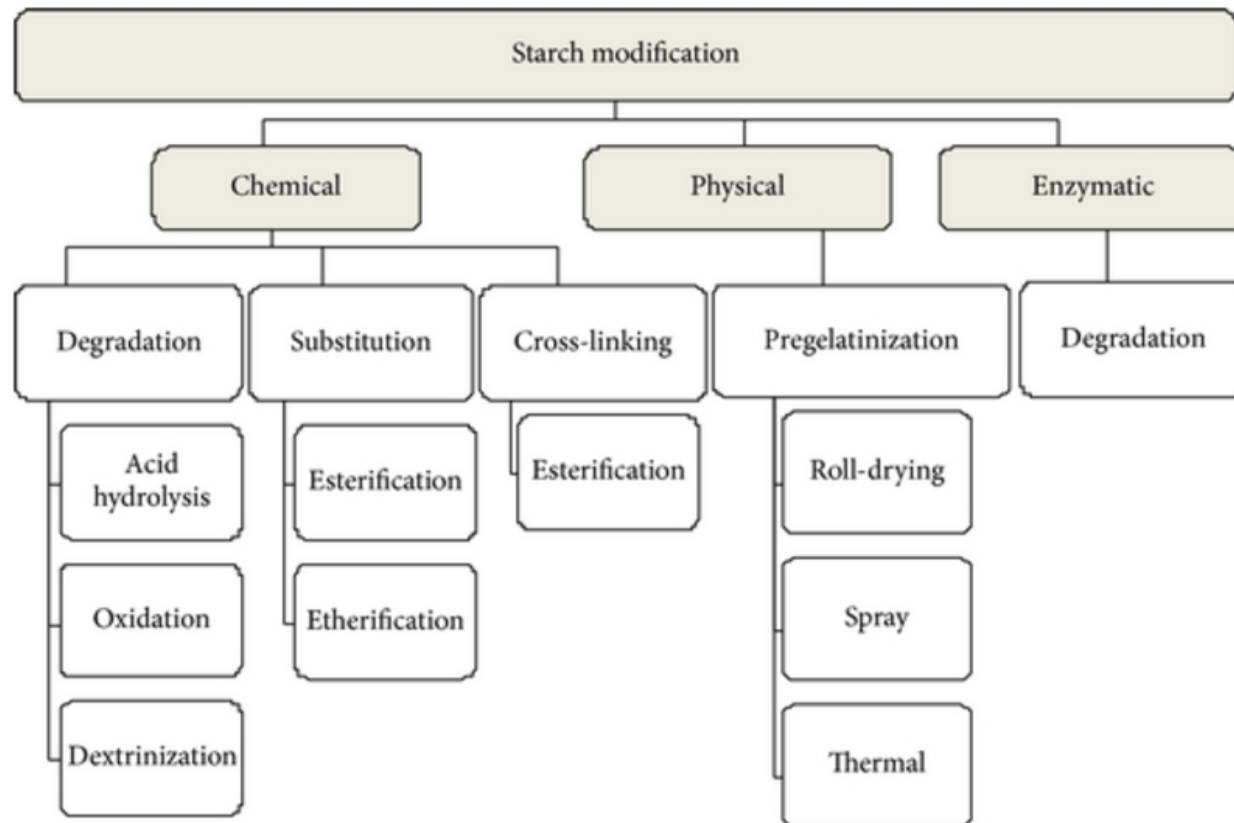 Starch modification
Chemical
Physical
Enzymatic
Degradation
Substitution
Cross-linking
Pregelatinization
Degradation
Acid
hydrolysis
Esterification
Esterification
Roll-drying
Oxidation
Etherification
Spray
Dextrinization
Thermal